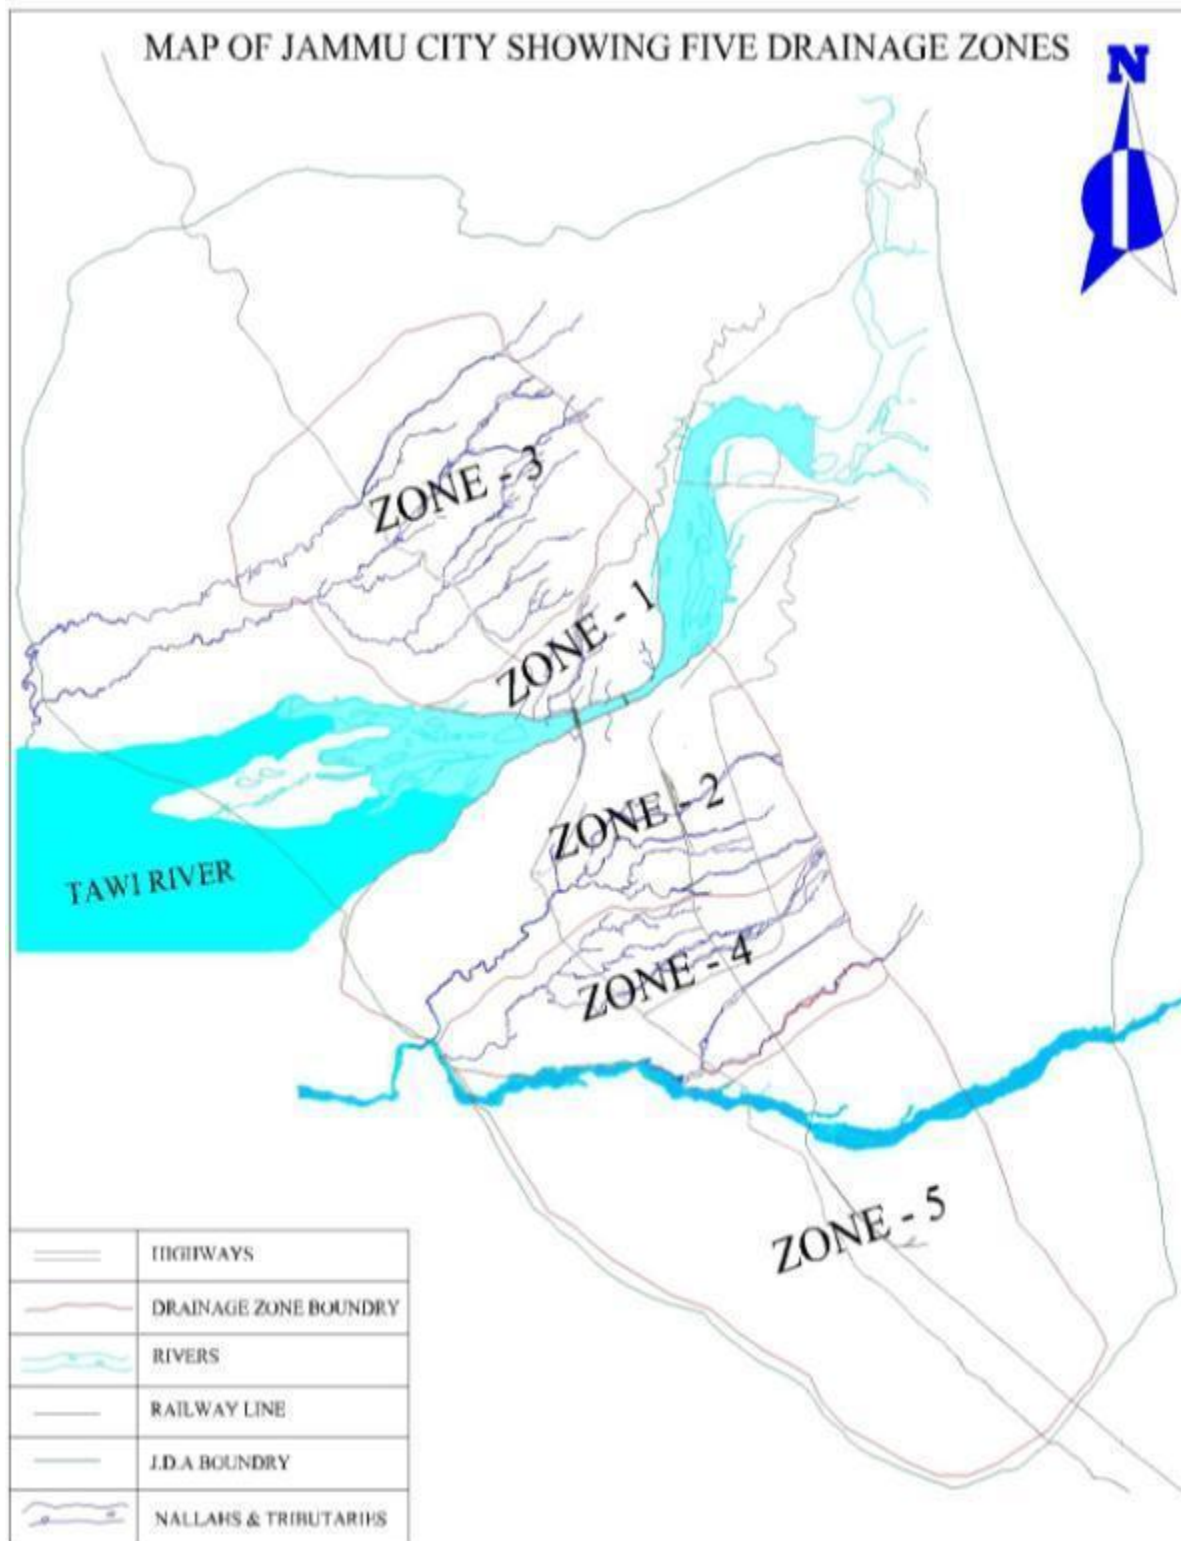 MAP OF JAMMU CITY SHOWING FIVE DRAINAGE ZONES
N
ZONE - 3
ZONE - 1
ZONE - 2
TAWI RIVER
ZONE - 4
ZONE - 5
HIGHWAYS
DRAINAGE ZONE BOUNDRY
RIVERS
RAILWAY LINE
J.D.A BOUNDRY
NALLAHS & TRIBUTARIES